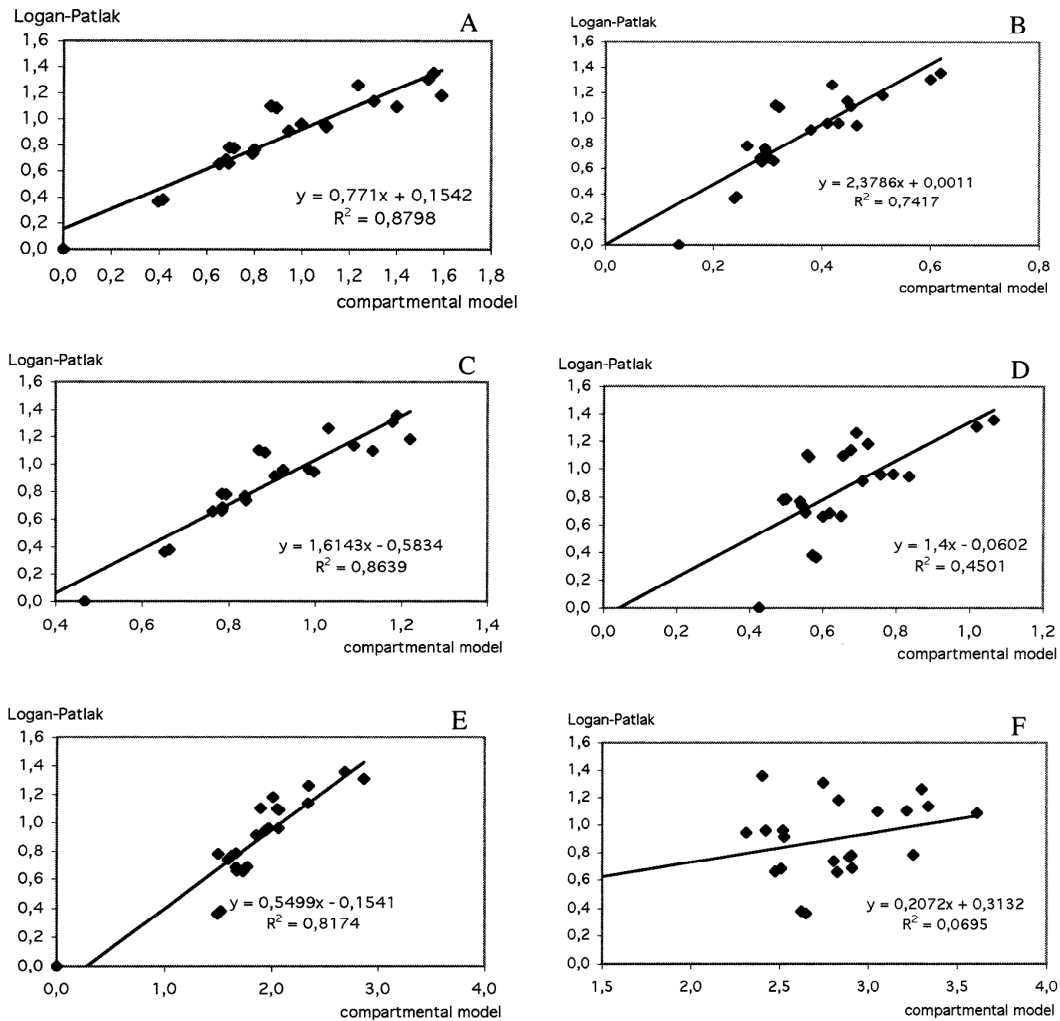 Logan-Patlak
A
1,6
1,4
1,2
1,0
0,8
0,6
0,4
0,2
0,0
y = 0,771x + 0,1542
R² = 0,8798
0,0 0,2 0,4 0,6 0,8 1,0 1,2 1,4 1,6 1,8
compartmental model
Logan-Patlak
B
1,6
1,4
1,2
1,0
0,8
0,6
0,4
0,2
0,0
y = 2,3786x + 0,0011
R² = 0,7417
0,0 0,2 0,4 0,6 0,8
compartmental model
Logan-Patlak
C
1,6
1,4
1,2
1,0
0,8
0,6
0,4
0,2
0,0
y = 1,6143x - 0,5834
R² = 0,8639
0,4 0,6 0,8 1,0 1,2 1,4
compartmental model
Logan-Patlak
D
1,6
1,4
1,2
1,0
0,8
0,6
0,4
0,2
0,0
y = 1,4x - 0,0602
R² = 0,4501
0,0 0,2 0,4 0,6 0,8 1,0 1,2
compartmental model
Logan-Patlak
E
1,6
1,4
1,2
1,0
0,8
0,6
0,4
0,2
0,0
y = 0,5499x - 0,1541
R² = 0,8174
0,0 1,0 2,0 3,0 4,0
compartmental model
Logan-Patlak
F
1,6
1,4
1,2
1,0
0,8
0,6
0,4
0,2
0,0
y = 0,2072x + 0,3132
R² = 0,0695
1,5 2,0 2,5 3,0 3,5 4,0
compartmental model